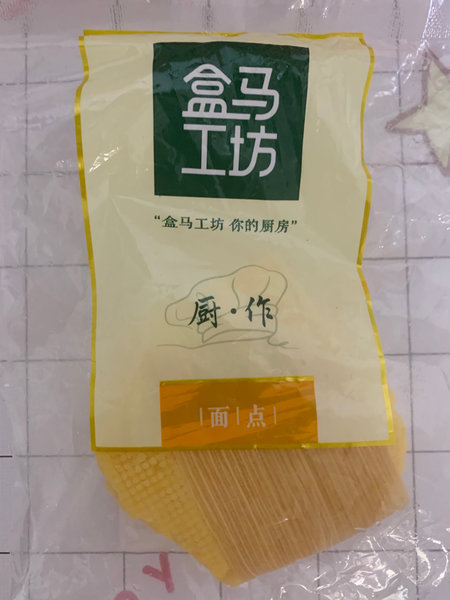 盒马
工坊
“盒马工坊 你的厨房”
厨·作
面 点